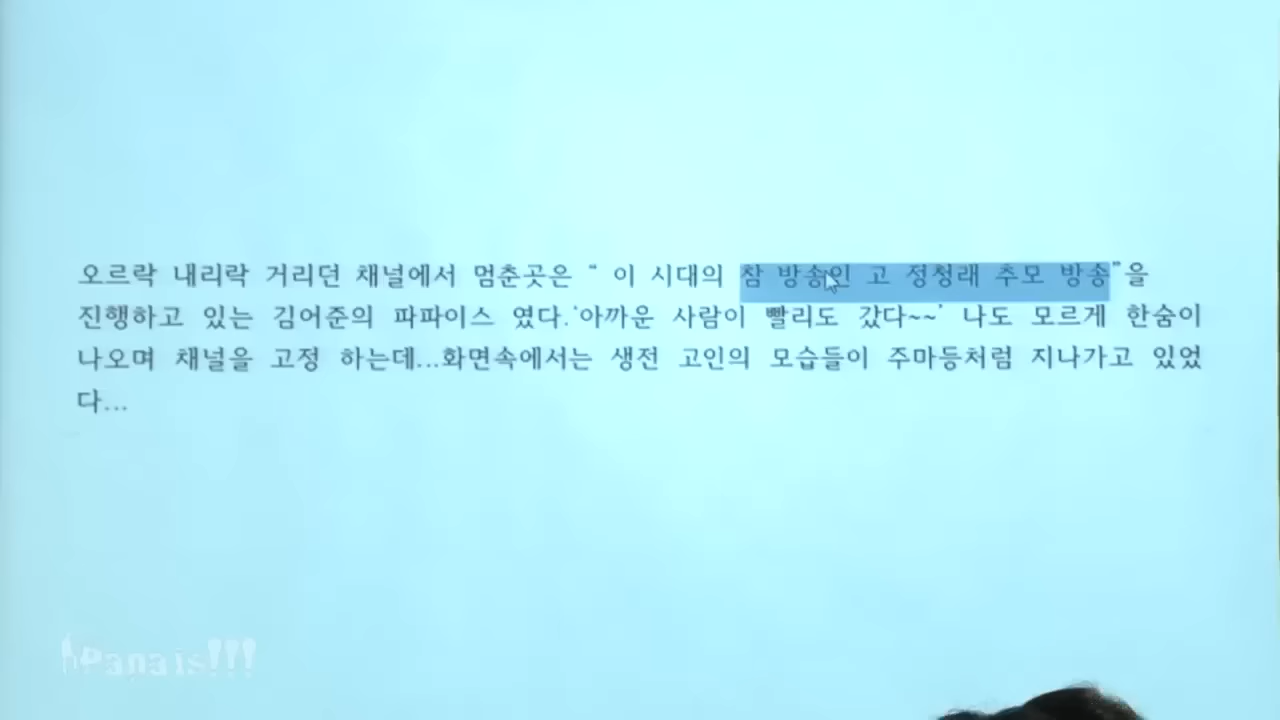 오르락 내리락 거리던 채널에서 멈춘곳은 “ 이 시대의 참 방송인 고 정청래 추모 방송”을
진행하고 있는 김어준의 파파이스 였다.‘아까운 사람이 빨리도 갔다~~’ 나도 모르게 한숨이
나오며 채널을 고정 하는데...화면속에서는 생전 고인의 모습들이 주마등처럼 지나가고 있었
다...
Papais!!!